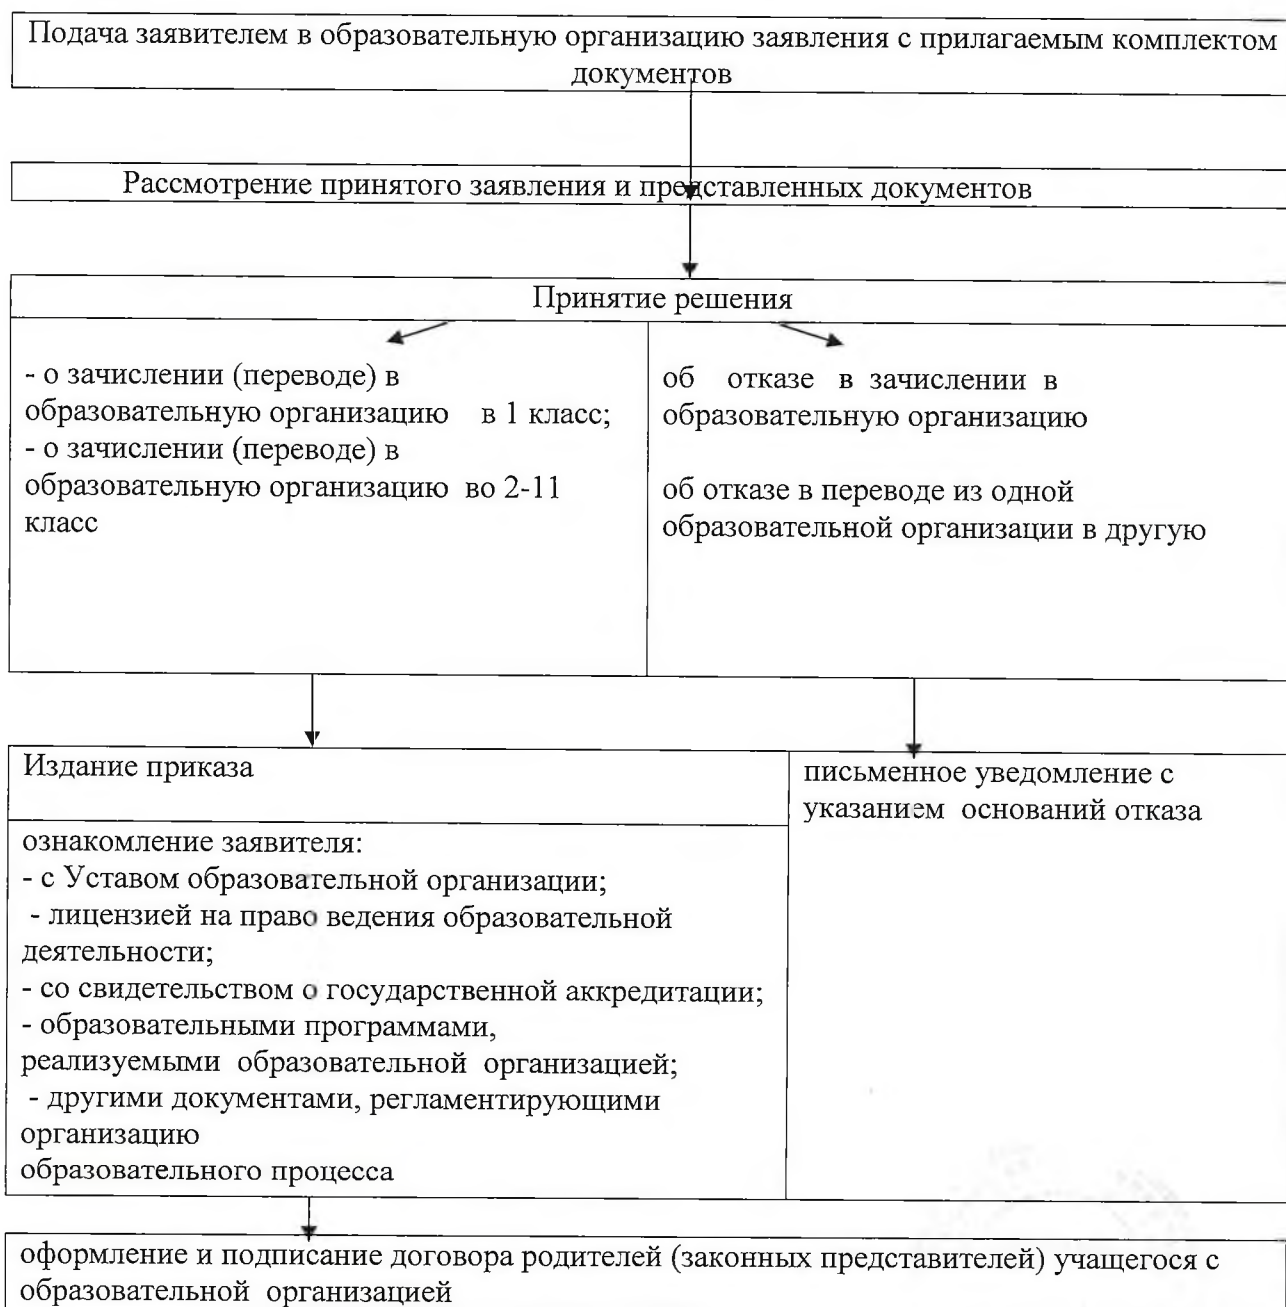 Подача заявителем в образовательную организацию заявления с прилагаемым комплектом
документов
Рассмотрение принятого заявления и представленных документов
Принятие решения
- о зачислении (переводе) в
образовательную организацию в 1 класс;
- о зачислении (переводе) в
образовательную организацию во 2-11
класс
об отказе в зачислении в
образовательную организацию
об отказе в переводе из одной
образовательной организации в другую
Издание приказа
ознакомление заявителя:
- с Уставом образовательной организации;
- лицензией на право ведения образовательной
деятельности;
- со свидетельством о государственной аккредитации;
- образовательными программами,
реализуемыми образовательной организацией;
- другими документами, регламентирующими
организацию
образовательного процесса
письменное уведомление с
указанием оснований отказа
оформление и подписание договора родителей (законных представителей) учащегося с
образовательной организацией